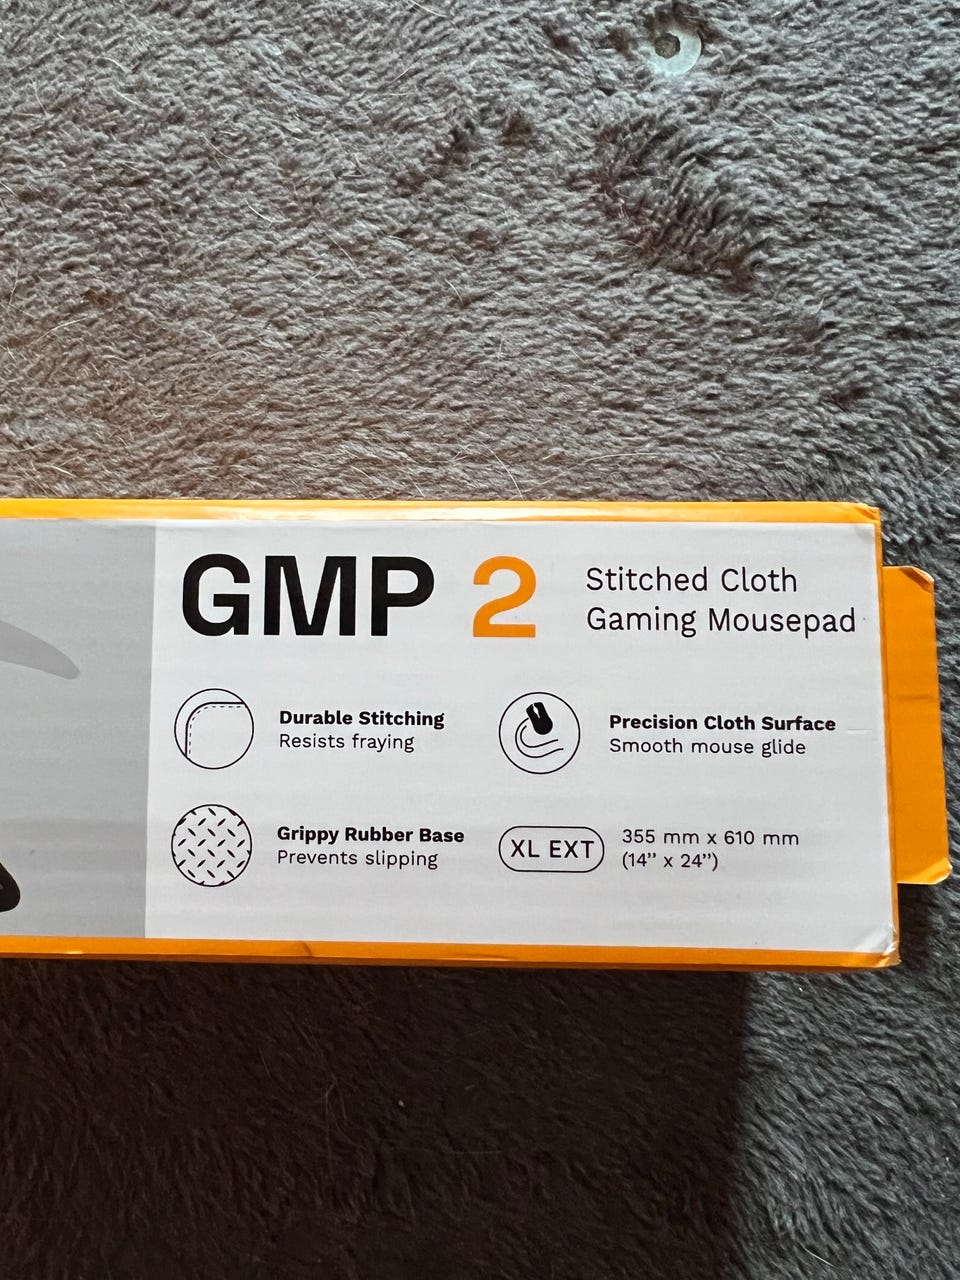 GMP 2
Stitched Cloth
Gaming Mousepad
Durable Stitching
Resists fraying
Precision Cloth Surface
Smooth mouse glide
Grippy Rubber Base
Prevents slipping
XL EXT
355 mm x 610 mm
(14” x 24”)